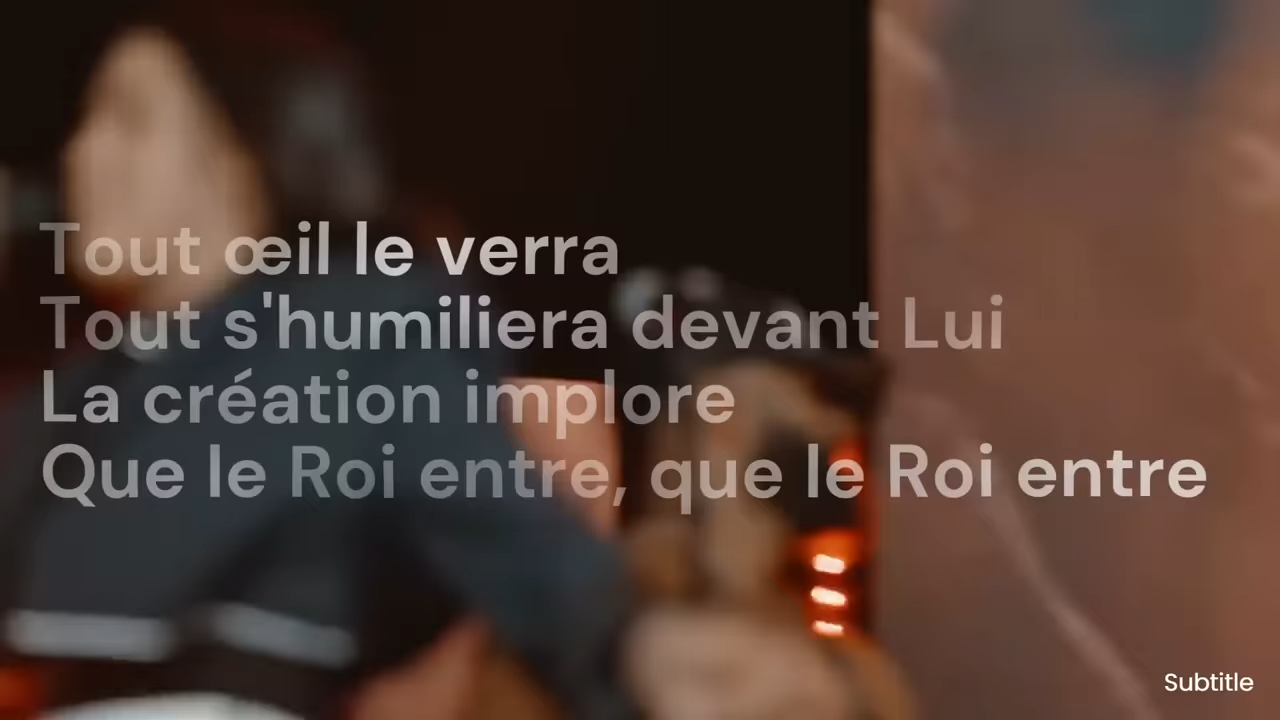 Tout œil le verra
Tout s'humiliera devant Lui
La création implore
Que le Roi entre, que le Roi entre
Subtitle